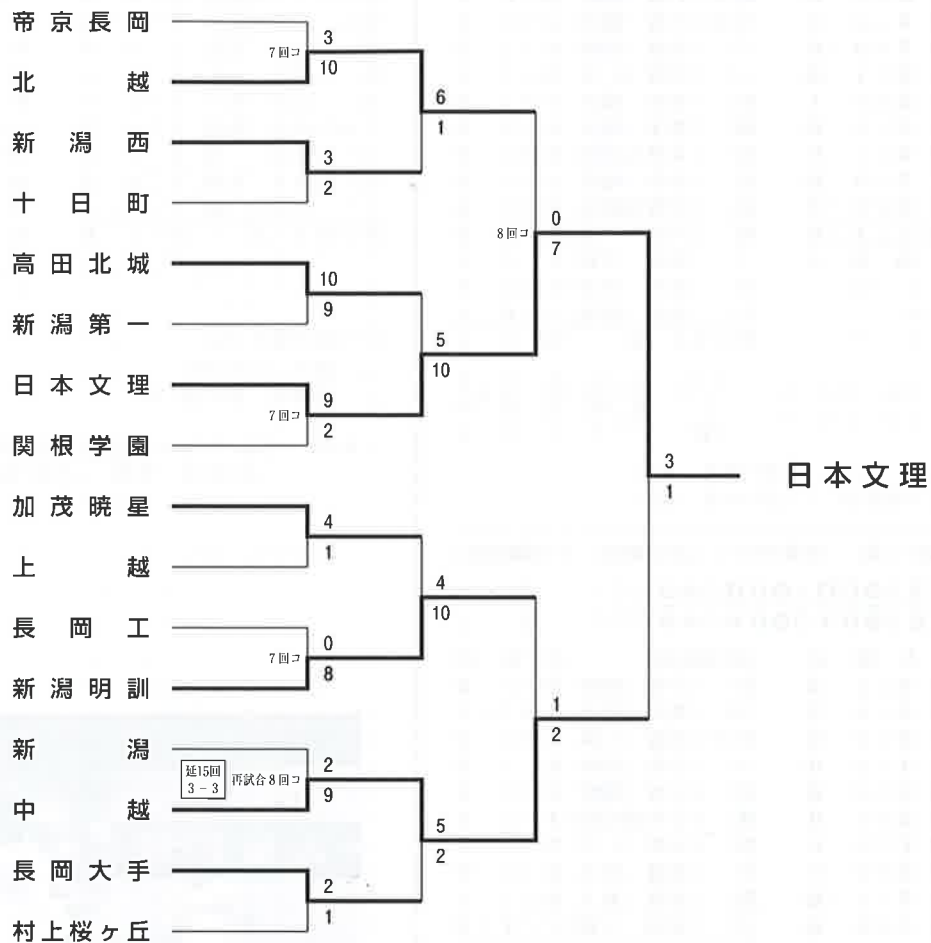 帝京長岡
3
7回コ
10
北越
6
1
新潟西
3
2
十日町
0
8回コ
7
高田北城
10
9
新潟第一
5
10
日本文理
9
7回コ
2
関根学園
3
1
日本文理
加茂暁星
4
1
上越
4
10
長岡工
0
7回コ
8
新潟明訓
1
2
新潟
2
延15回
3-3
再試合8回コ
9
中越
5
2
長岡大手
2
1
村上桜ヶ丘